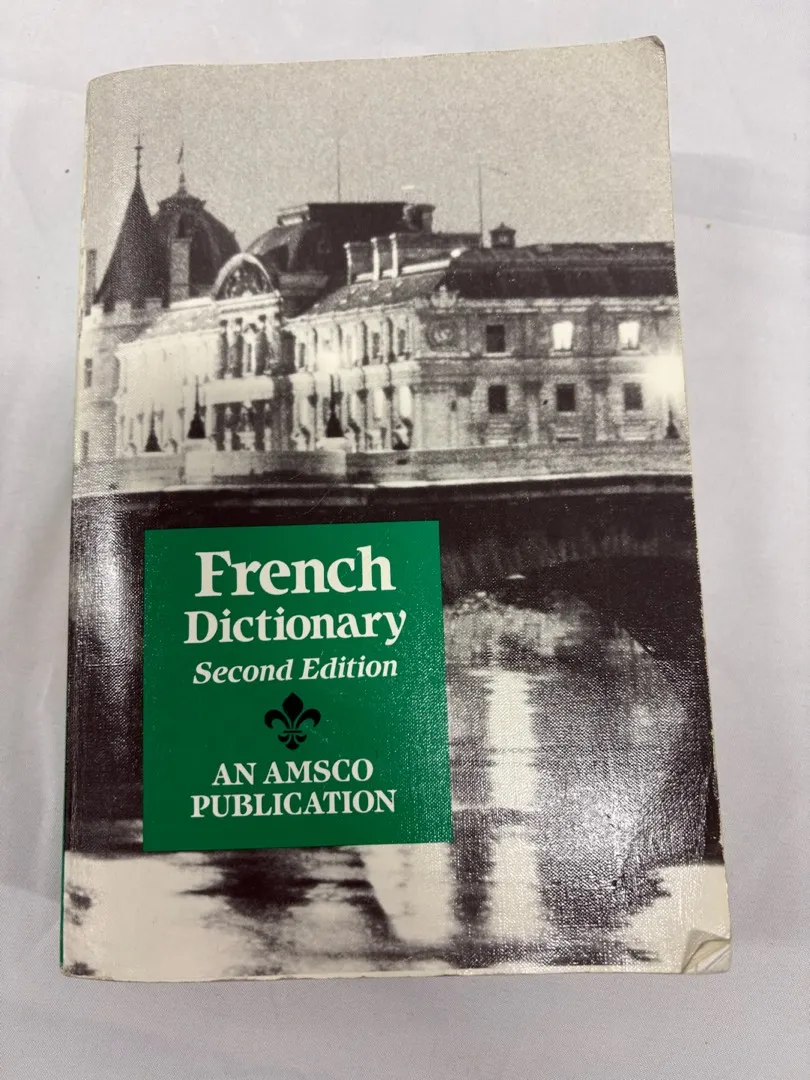 French
Dictionary
Second Edition
AN AMSCO
PUBLICATION